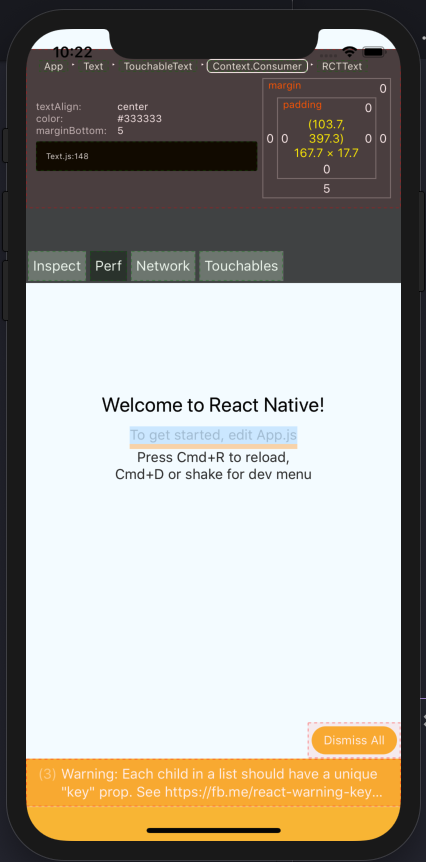 10:22
App Text TouchableText Context.Consumer RCTText
textAlign: center
color: #333333
marginBottom: 5
Text.js:148
margin
0
padding
0
0 0 (103.7, 397.3) 0 0
167.7 × 17.7
0
5
Inspect Perf Network Touchables
Welcome to React Native!
To get started, edit App.js
Press Cmd+R to reload,
Cmd+D or shake for dev menu
Dismiss All
(3) Warning: Each child in a list should have a unique
"key" prop. See https://fb.me/react-warning-key...